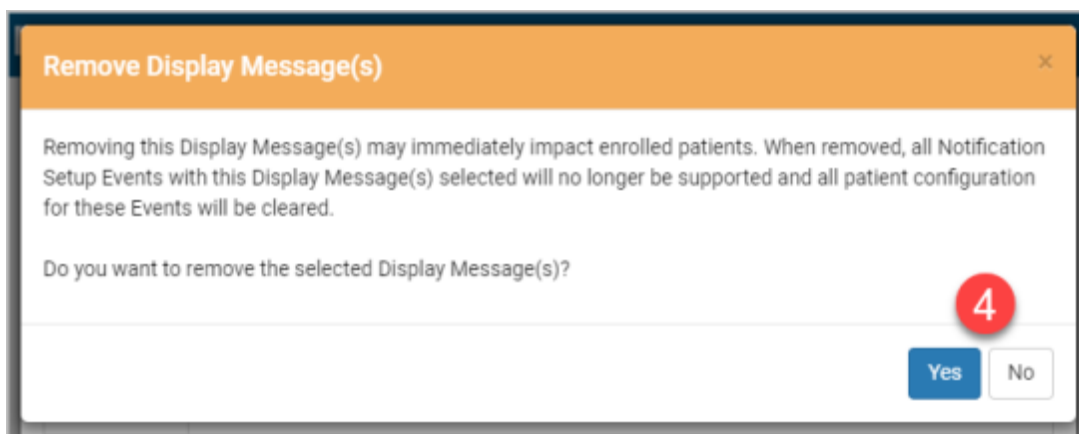 Remove Display Message(s)
×
Removing this Display Message(s) may immediately impact enrolled patients. When removed, all Notification
Setup Events with this Display Message(s) selected will no longer be supported and all patient configuration
for these Events will be cleared.
Do you want to remove the selected Display Message(s)?
4
Yes No